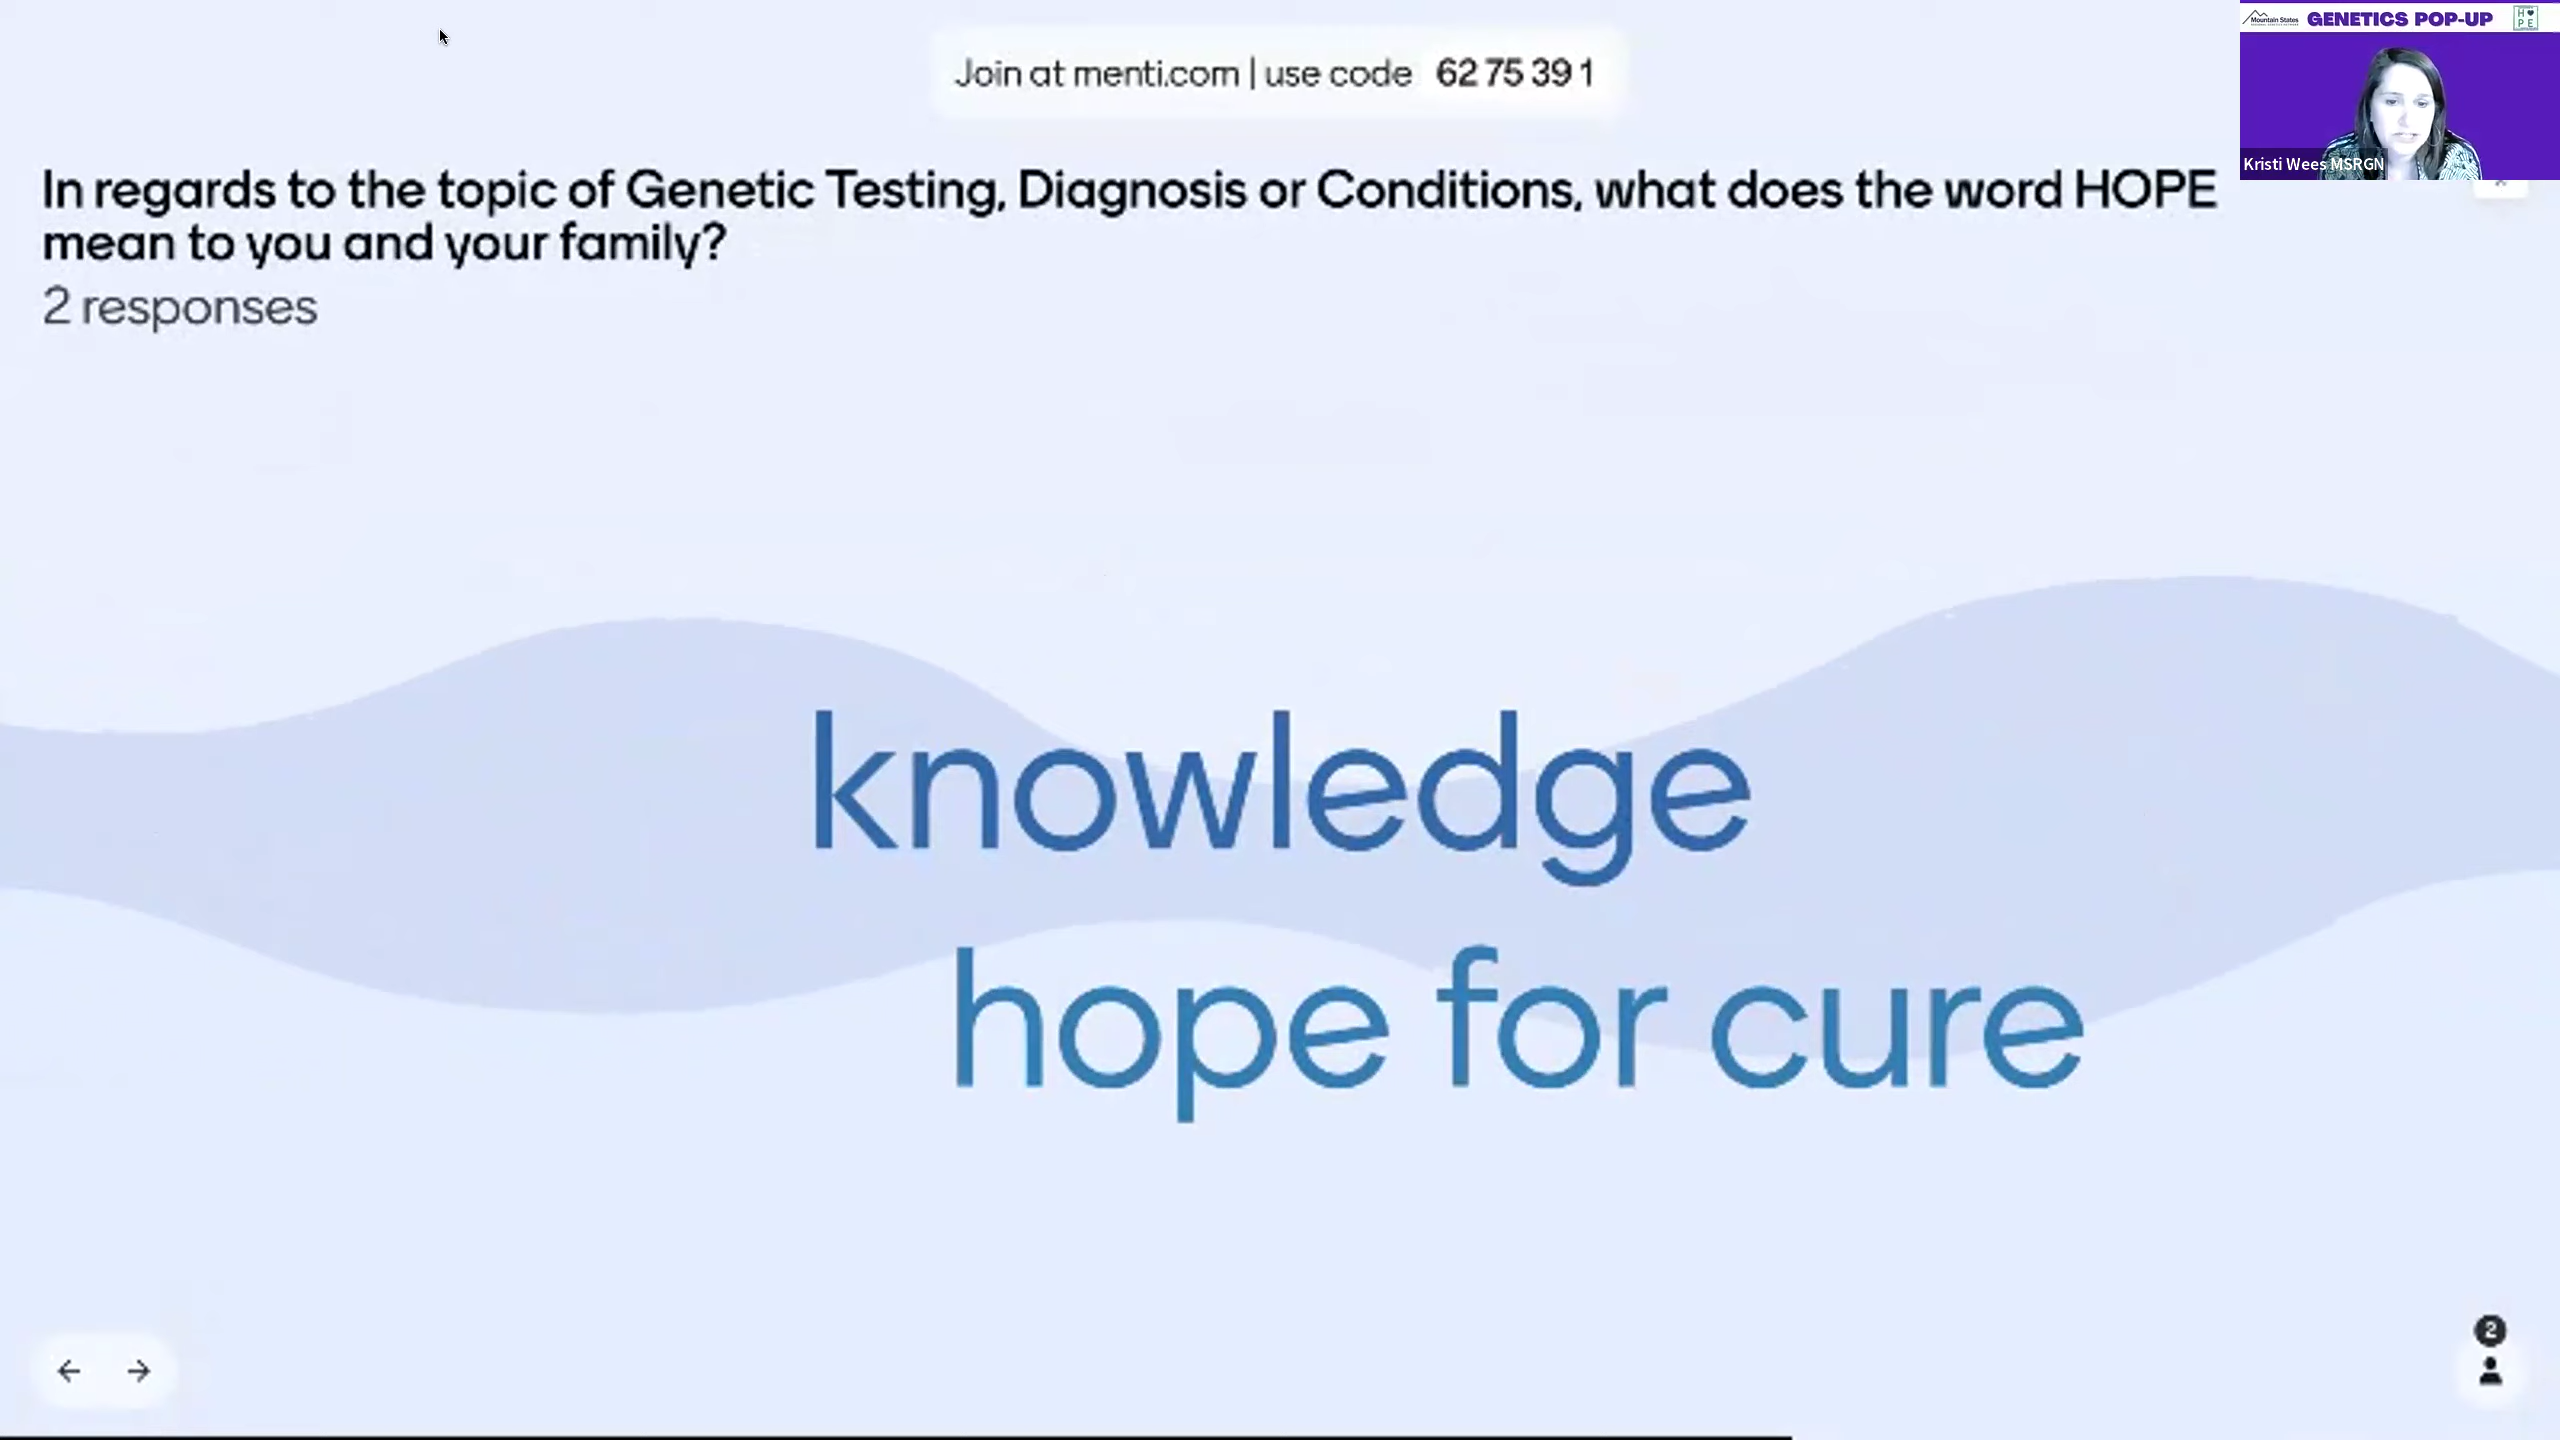 Join at menti.com | use code 62 75 39 1
Mountain States
GENETICS POP-UP
H
PE
Kristi Wees MSRGN
In regards to the topic of Genetic Testing, Diagnosis or Conditions, what does the word HOPE
mean to you and your family?
2 responses
knowledge
hope for cure
2